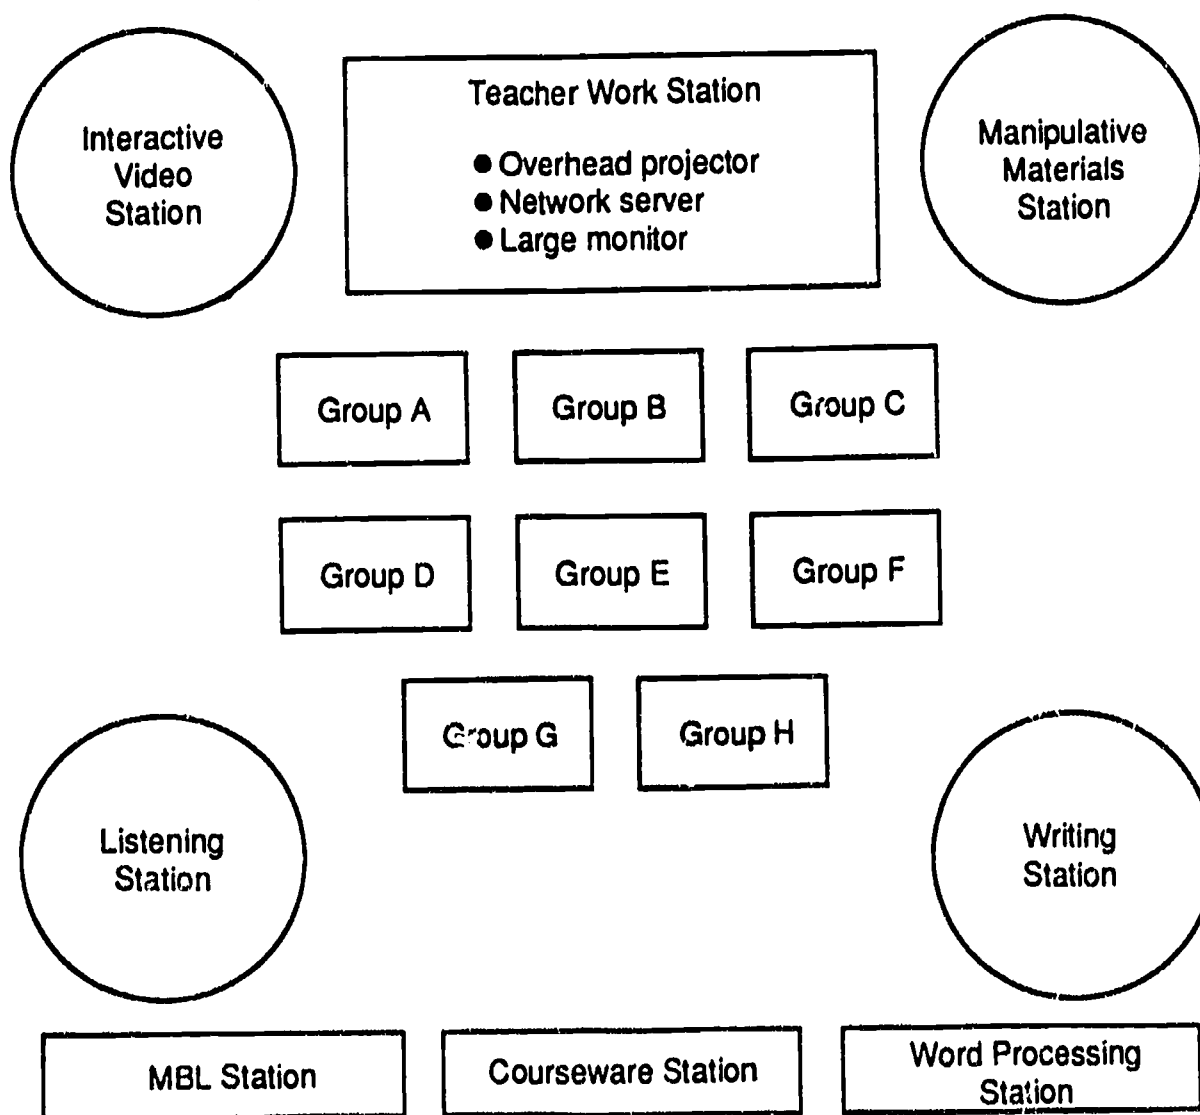 Interactive
Video
Station
Teacher Work Station
● Overhead projector
● Network server
● Large monitor
Manipulative
Materials
Station
Group A
Group B
Group C
Group D
Group E
Group F
Group G
Group H
Listening
Station
Writing
Station
MBL Station
Courseware Station
Word Processing
Station